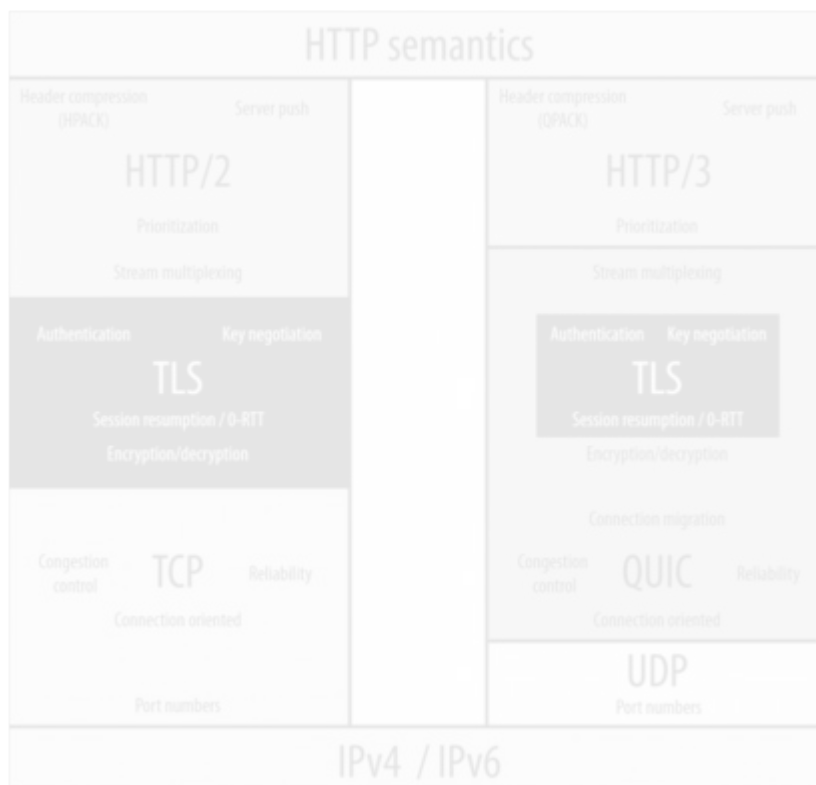 HTTP semantics
Header compression
(HPACK)
Server push
HTTP/2
Prioritization
Stream multiplexing
Authentication
Key negotiation
TLS
Session resumption / 0-RTT
Encryption/decryption
Congestion
control
TCP
Reliability
Connection oriented
Port numbers
Header compression
(QPACK)
Server push
HTTP/3
Prioritization
Stream multiplexing
Authentication
Key negotiation
TLS
Session resumption / 0-RTT
Encryption/decryption
Connection migration
Congestion
control
QUIC
Reliability
Connection oriented
UDP
Port numbers
IPv4 / IPv6